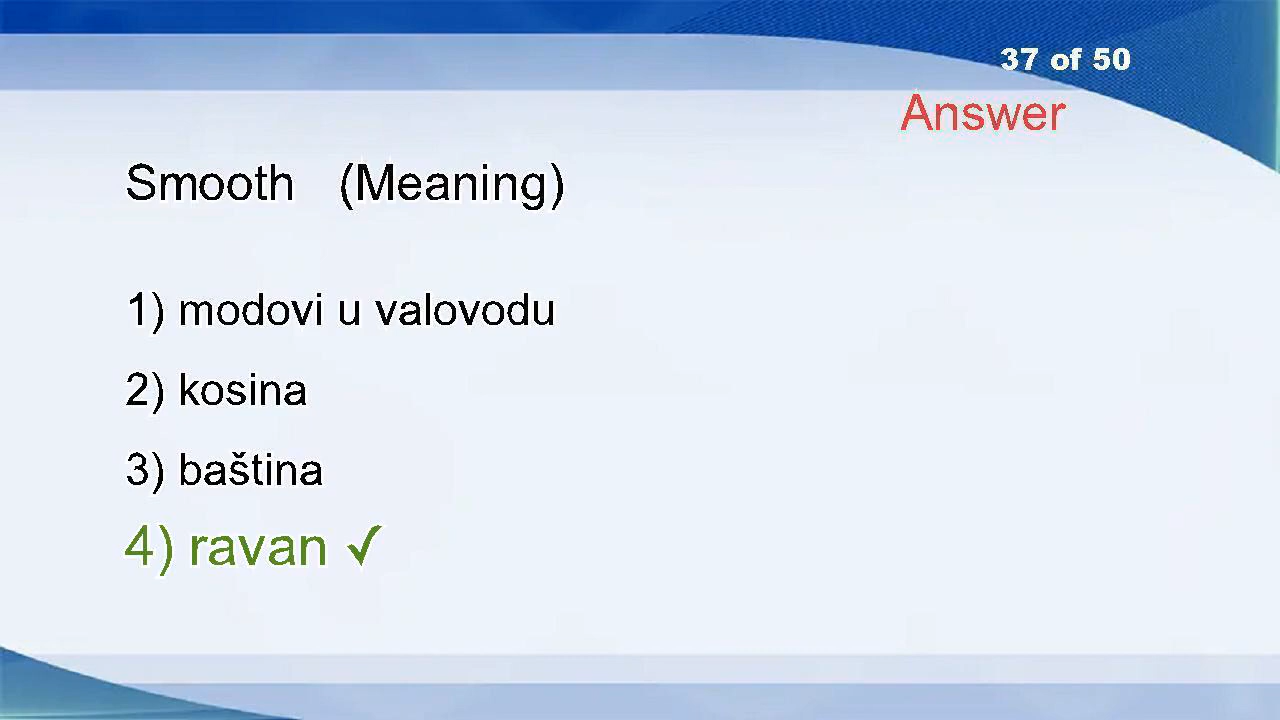 37 of 50
Answer
Smooth (Meaning)
1) modovi u valovodu
2) kosina
3) baština
4) ravan ✓